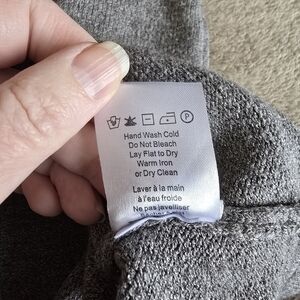 Hand Wash Cold
Do Not Bleach
Lay Flat to Dry
Warm Iron
or Dry Clean
Laver à la main
à l'eau froide
Ne pas javelliser